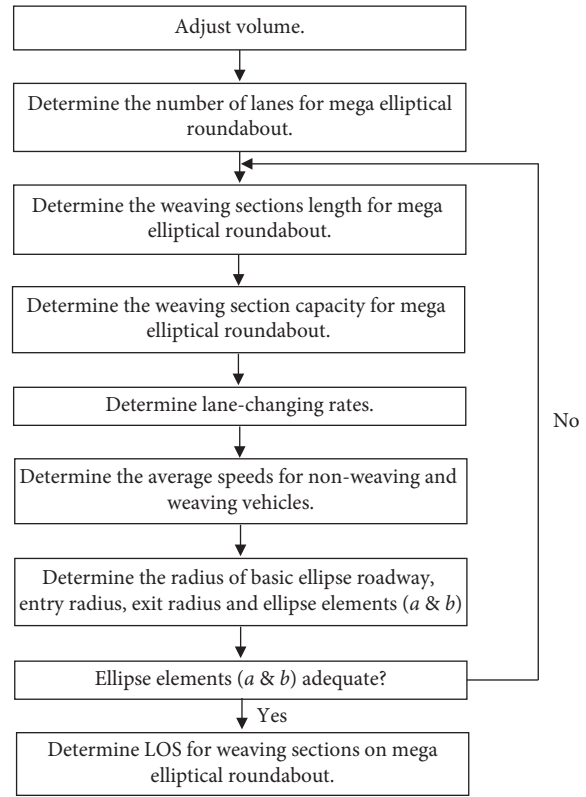 Adjust volume.
Determine the number of lanes for mega elliptical
roundabout.
Determine the weaving sections length for mega
elliptical roundabout.
Determine the weaving section capacity for mega
elliptical roundabout.
Determine lane-changing rates.
No
Determine the average speeds for non-weaving and
weaving vehicles.
Determine the radius of basic ellipse roadway,
entry radius, exit radius and ellipse elements (a & b)
Ellipse elements (a & b) adequate?
Yes
Determine LOS for weaving sections on mega
elliptical roundabout.